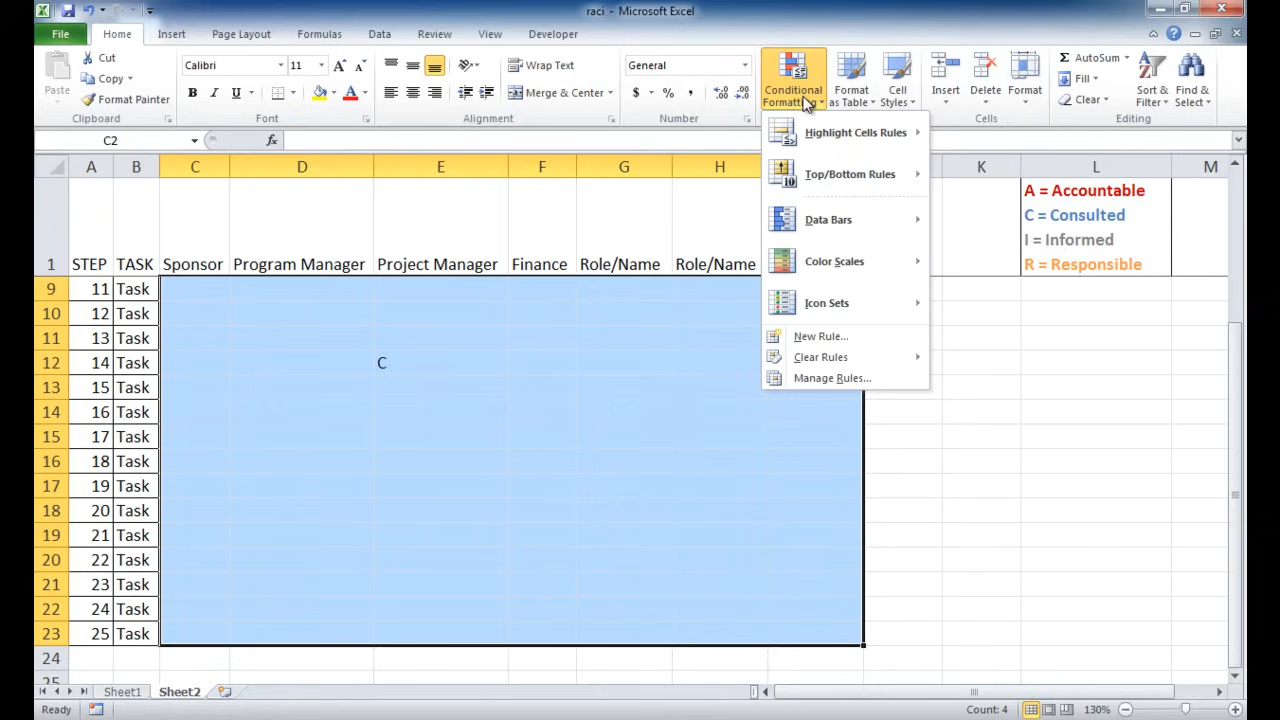 raci - Microsoft Excel
File Home Insert Page Layout Formulas Data Review View Developer
Paste
Cut
Copy
Format Painter
Calibri 11
B I U A
Wrap Text
Merge & Center
General
$ % ,
Conditional Formatting
Format as Table
Cell Styles
Insert
Delete
Format
AutoSum
Fill
Clear
Sort & Filter
Find & Select
Clipboard Font Alignment Number Cells Editing
C2 fx
A B C D E F G H K L M
Highlight Cells Rules
Top/Bottom Rules
Data Bars
Color Scales
Icon Sets
New Rule...
Clear Rules
Manage Rules...
A = Accountable
C = Consulted
I = Informed
R = Responsible
1 STEP TASK Sponsor Program Manager Project Manager Finance Role/Name Role/Name
9 11 Task
10 12 Task
11 13 Task
12 14 Task C
13 15 Task
14 16 Task
15 17 Task
16 18 Task
17 19 Task
18 20 Task
19 21 Task
20 22 Task
21 23 Task
22 24 Task
23 25 Task
24
25
Sheet1 Sheet2
Ready Count: 4 130%